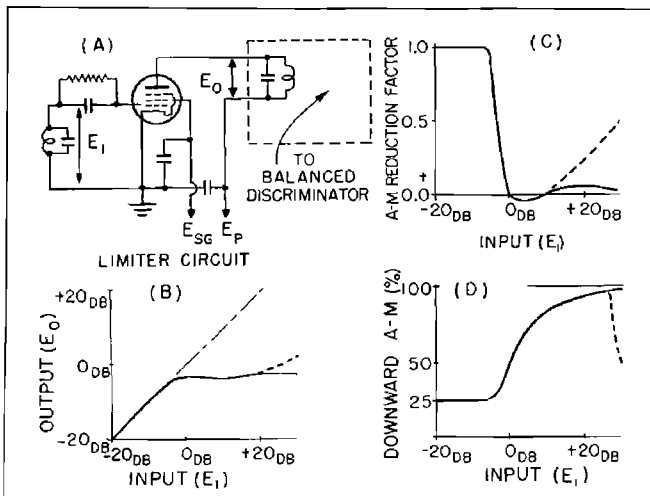 (A)
E₁
E₀
TO
BALANCED
DISCRIMINATOR
E_SG E_P
LIMITER CIRCUIT
(B)
+20DB
0DB
-20DB
OUTPUT (E₀)
-20DB 0DB +20DB
INPUT (E₁)
(C)
1.0
0.5
+
0.0
-
A-M REDUCTION FACTOR
-20DB 0DB +20DB
INPUT (E₁)
(D)
100
50
25
DOWNWARD A-M (%)
-20DB 0DB +20DB
INPUT (E₁)